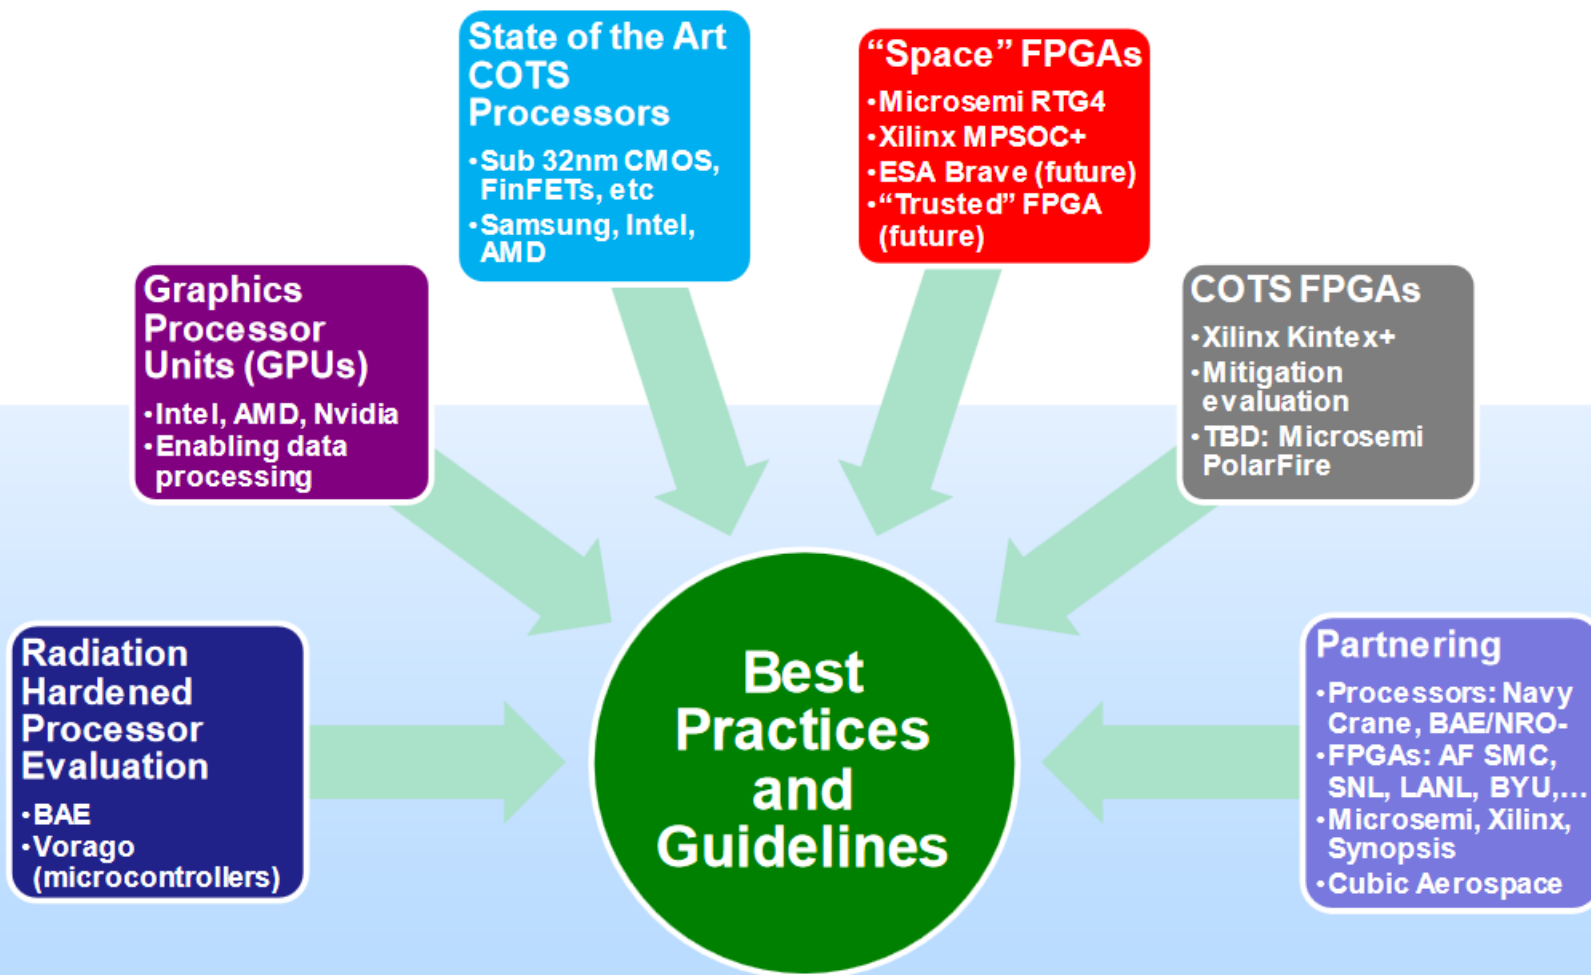 State of the Art
COTS
Processors
•Sub 32nm CMOS,
FinFETs, etc
•Samsung, Intel,
AMD
“Space” FPGAs
•Microsemi RTG4
•Xilinx MPSOC+
•ESA Brave (future)
•“Trusted” FPGA
(future)
Graphics
Processor
Units (GPUs)
•Intel, AMD, Nvidia
•Enabling data
processing
COTS FPGAs
•Xilinx Kintex+
•Mitigation
evaluation
•TBD: Microsemi
PolarFire
Radiation
Hardened
Processor
Evaluation
•BAE
•Vorago
(microcontrollers)
Best
Practices
and
Guidelines
Partnering
•Processors: Navy
Crane, BAE/NRO-
•FPGAs: AF SMC,
SNL, LANL, BYU,…
•Microsemi, Xilinx,
Synopsis
•Cubic Aerospace